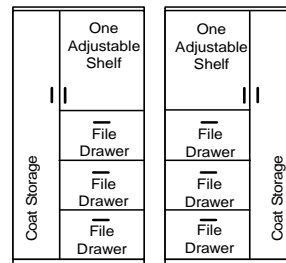 One
Adjustable
Shelf
File
Drawer
File
Drawer
File
Drawer
Coat Storage
One
Adjustable
Shelf
File
Drawer
File
Drawer
File
Drawer
Coat Storage